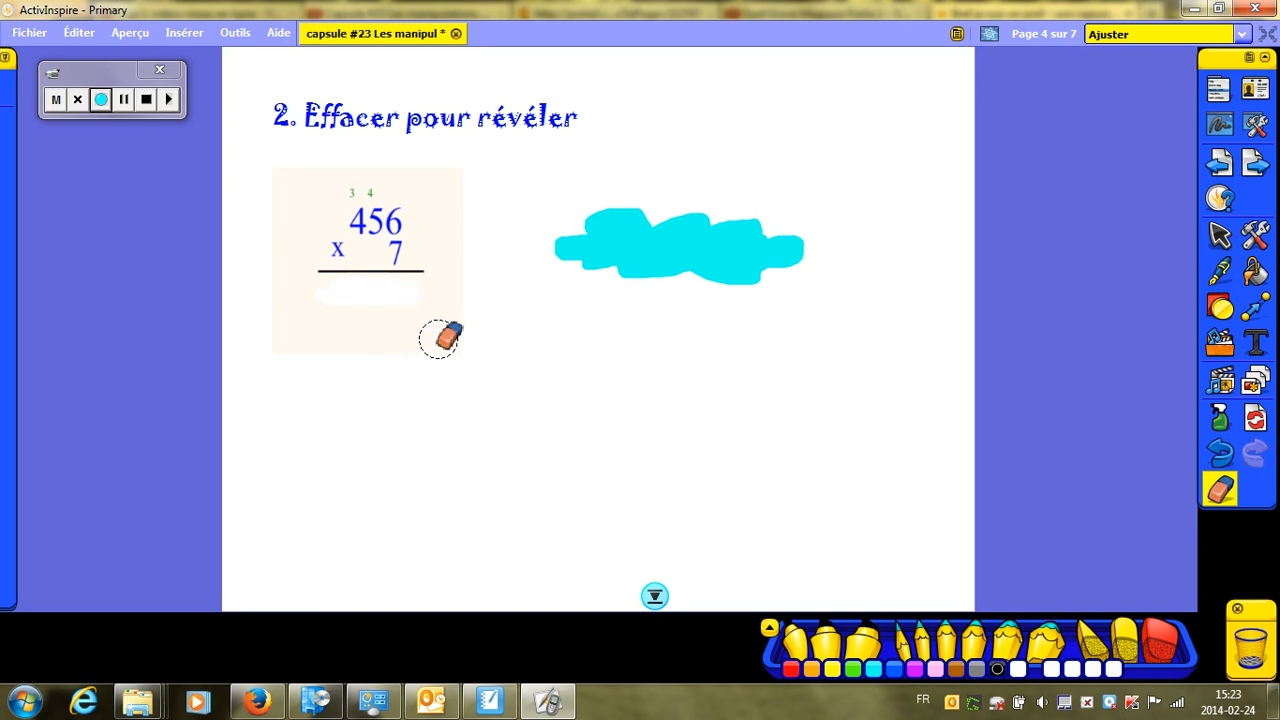 ActivInspire - Primary
Fichier Éditer Aperçu Insérer Outils Aide
capsule #23 Les manipul *
Page 4 sur 7
Ajuster
M
2. Effacer pour révéler
3 4
456
x 7
T
FR
15:23
2014-02-24